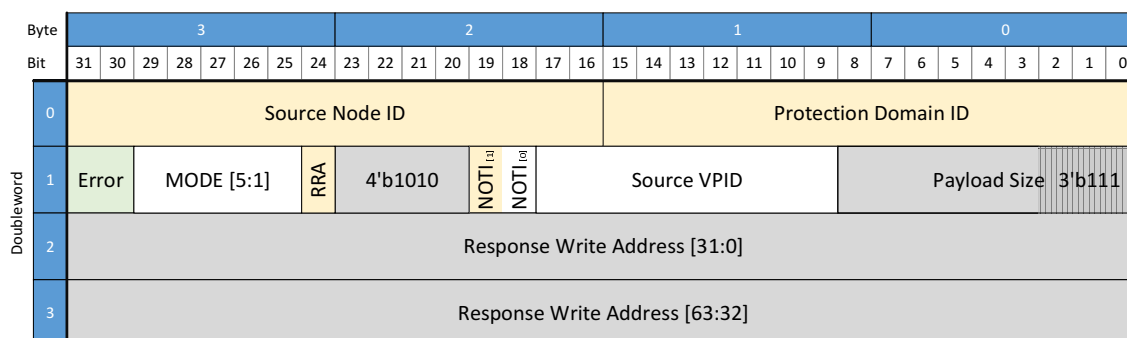 Byte 3 2 1 0
Bit 31 30 29 28 27 26 25 24 23 22 21 20 19 18 17 16 15 14 13 12 11 10 9 8 7 6 5 4 3 2 1 0
Doubleword
0 Source Node ID Protection Domain ID
1 Error MODE [5:1] RRA 4'b1010 NOTI[1] NOTI[0] Source VPID Payload Size 3'b111
2 Response Write Address [31:0]
3 Response Write Address [63:32]